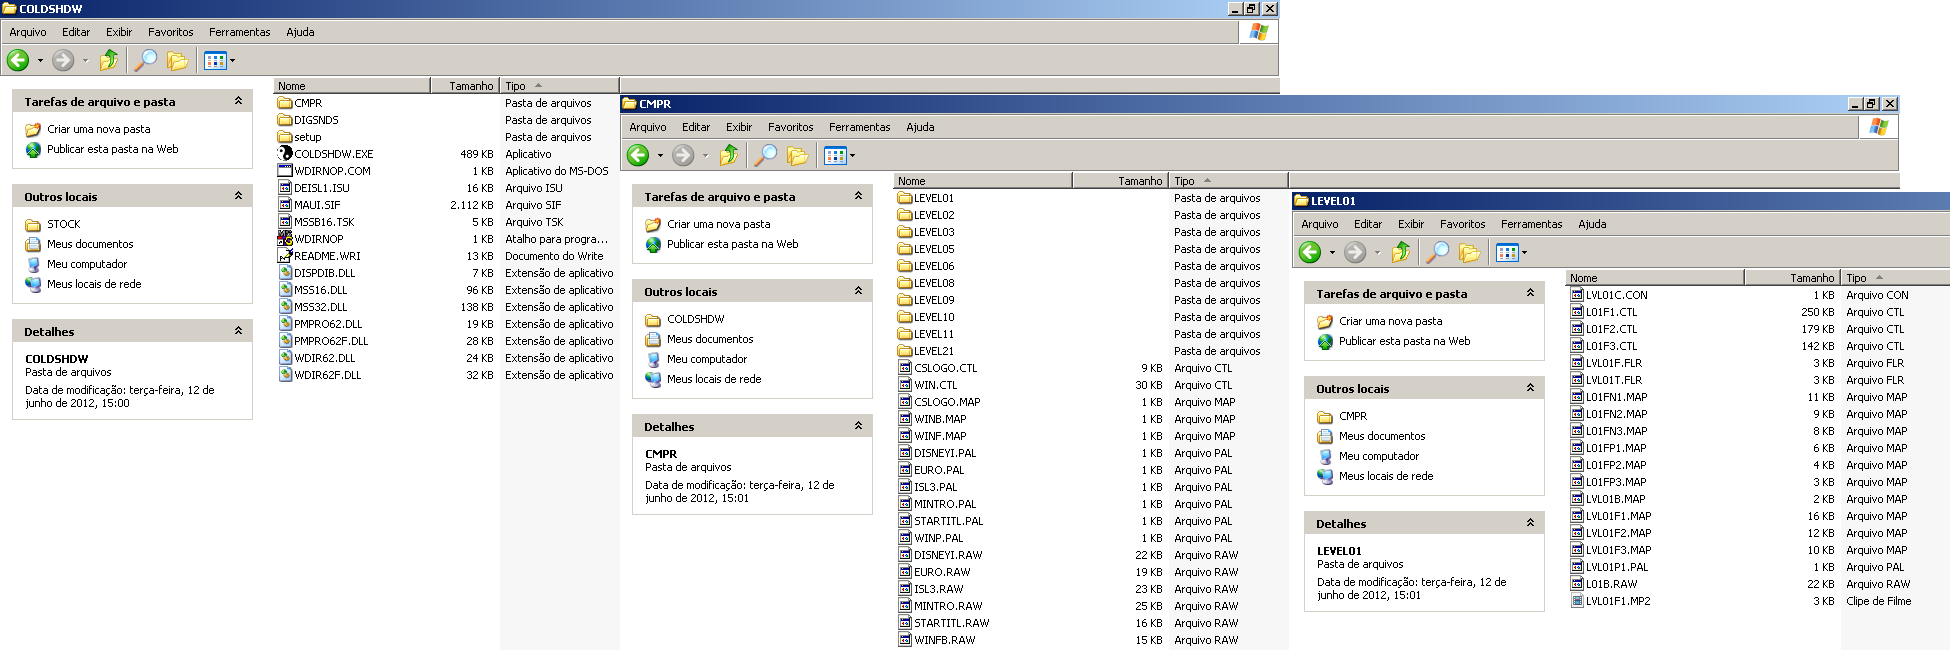 COLDSHDW
Arquivo Editar Exibir Favoritos Ferramentas Ajuda
Tarefas de arquivo e pasta
Criar uma nova pasta
Publicar esta pasta na Web
Outros locais
STOCK
Meus documentos
Meu computador
Meus locais de rede
Detalhes
COLDSHDW
Pasta de arquivos
Data de modificação: terça-feira, 12 de
junho de 2012, 15:00
Nome Tamanho Tipo
CMPR Pasta de arquivos
DIGSNDS Pasta de arquivos
setup Pasta de arquivos
COLDSHDW.EXE 489 KB Aplicativo
WDIRNOP.COM 1 KB Aplicativo do MS-DOS
DEISL1.ISU 16 KB Arquivo ISU
MAUI.SIF 2.112 KB Arquivo SIF
MSSB16.TSK 5 KB Arquivo TSK
WDIRNOP 1 KB Atalho para progra...
README.WRI 13 KB Documento do Write
DISPDIB.DLL 7 KB Extensão de aplicativo
MSS16.DLL 96 KB Extensão de aplicativo
MSS32.DLL 138 KB Extensão de aplicativo
PMPRO62.DLL 19 KB Extensão de aplicativo
PMPRO62F.DLL 28 KB Extensão de aplicativo
WDIR62.DLL 24 KB Extensão de aplicativo
WDIR62F.DLL 32 KB Extensão de aplicativo
CMPR
Arquivo Editar Exibir Favoritos Ferramentas Ajuda
Tarefas de arquivo e pasta
Criar uma nova pasta
Publicar esta pasta na Web
Outros locais
COLDSHDW
Meus documentos
Meu computador
Meus locais de rede
Detalhes
CMPR
Pasta de arquivos
Data de modificação: terça-feira, 12 de
junho de 2012, 15:01
Nome Tamanho Tipo
LEVEL01 Pasta de arquivos
LEVEL02 Pasta de arquivos
LEVEL03 Pasta de arquivos
LEVEL05 Pasta de arquivos
LEVEL06 Pasta de arquivos
LEVEL08 Pasta de arquivos
LEVEL09 Pasta de arquivos
LEVEL10 Pasta de arquivos
LEVEL11 Pasta de arquivos
LEVEL21 Pasta de arquivos
CSLOGO.CTL 9 KB Arquivo CTL
WIN.CTL 30 KB Arquivo CTL
CSLOGO.MAP 1 KB Arquivo MAP
WINB.MAP 1 KB Arquivo MAP
WINF.MAP 1 KB Arquivo MAP
DISNEYI.PAL 1 KB Arquivo PAL
EURO.PAL 1 KB Arquivo PAL
ISL3.PAL 1 KB Arquivo PAL
MINTRO.PAL 1 KB Arquivo PAL
STARTITL.PAL 1 KB Arquivo PAL
WINP.PAL 1 KB Arquivo PAL
DISNEYI.RAW 22 KB Arquivo RAW
EURO.RAW 19 KB Arquivo RAW
ISL3.RAW 23 KB Arquivo RAW
MINTRO.RAW 25 KB Arquivo RAW
STARTITL.RAW 16 KB Arquivo RAW
WINFB.RAW 15 KB Arquivo RAW
LEVEL01
Arquivo Editar Exibir Favoritos Ferramentas Ajuda
Tarefas de arquivo e pasta
Criar uma nova pasta
Publicar esta pasta na Web
Outros locais
CMPR
Meus documentos
Meu computador
Meus locais de rede
Detalhes
LEVEL01
Pasta de arquivos
Data de modificação: terça-feira, 12 de
junho de 2012, 15:01
Nome Tamanho Tipo
LVL01C.CON 1 KB Arquivo CON
L01F1.CTL 250 KB Arquivo CTL
L01F2.CTL 179 KB Arquivo CTL
L01F3.CTL 142 KB Arquivo CTL
LVL01F.FLR 3 KB Arquivo FLR
LVL01T.FLR 3 KB Arquivo FLR
L01FN1.MAP 11 KB Arquivo MAP
L01FN2.MAP 9 KB Arquivo MAP
L01FN3.MAP 8 KB Arquivo MAP
L01FP1.MAP 6 KB Arquivo MAP
L01FP2.MAP 4 KB Arquivo MAP
L01FP3.MAP 3 KB Arquivo MAP
LVL01B.MAP 2 KB Arquivo MAP
LVL01F1.MAP 16 KB Arquivo MAP
LVL01F2.MAP 12 KB Arquivo MAP
LVL01F3.MAP 10 KB Arquivo MAP
LVL01P1.PAL 1 KB Arquivo PAL
L01B.RAW 22 KB Arquivo RAW
LVL01F1.MP2 3 KB Clipe de Filme